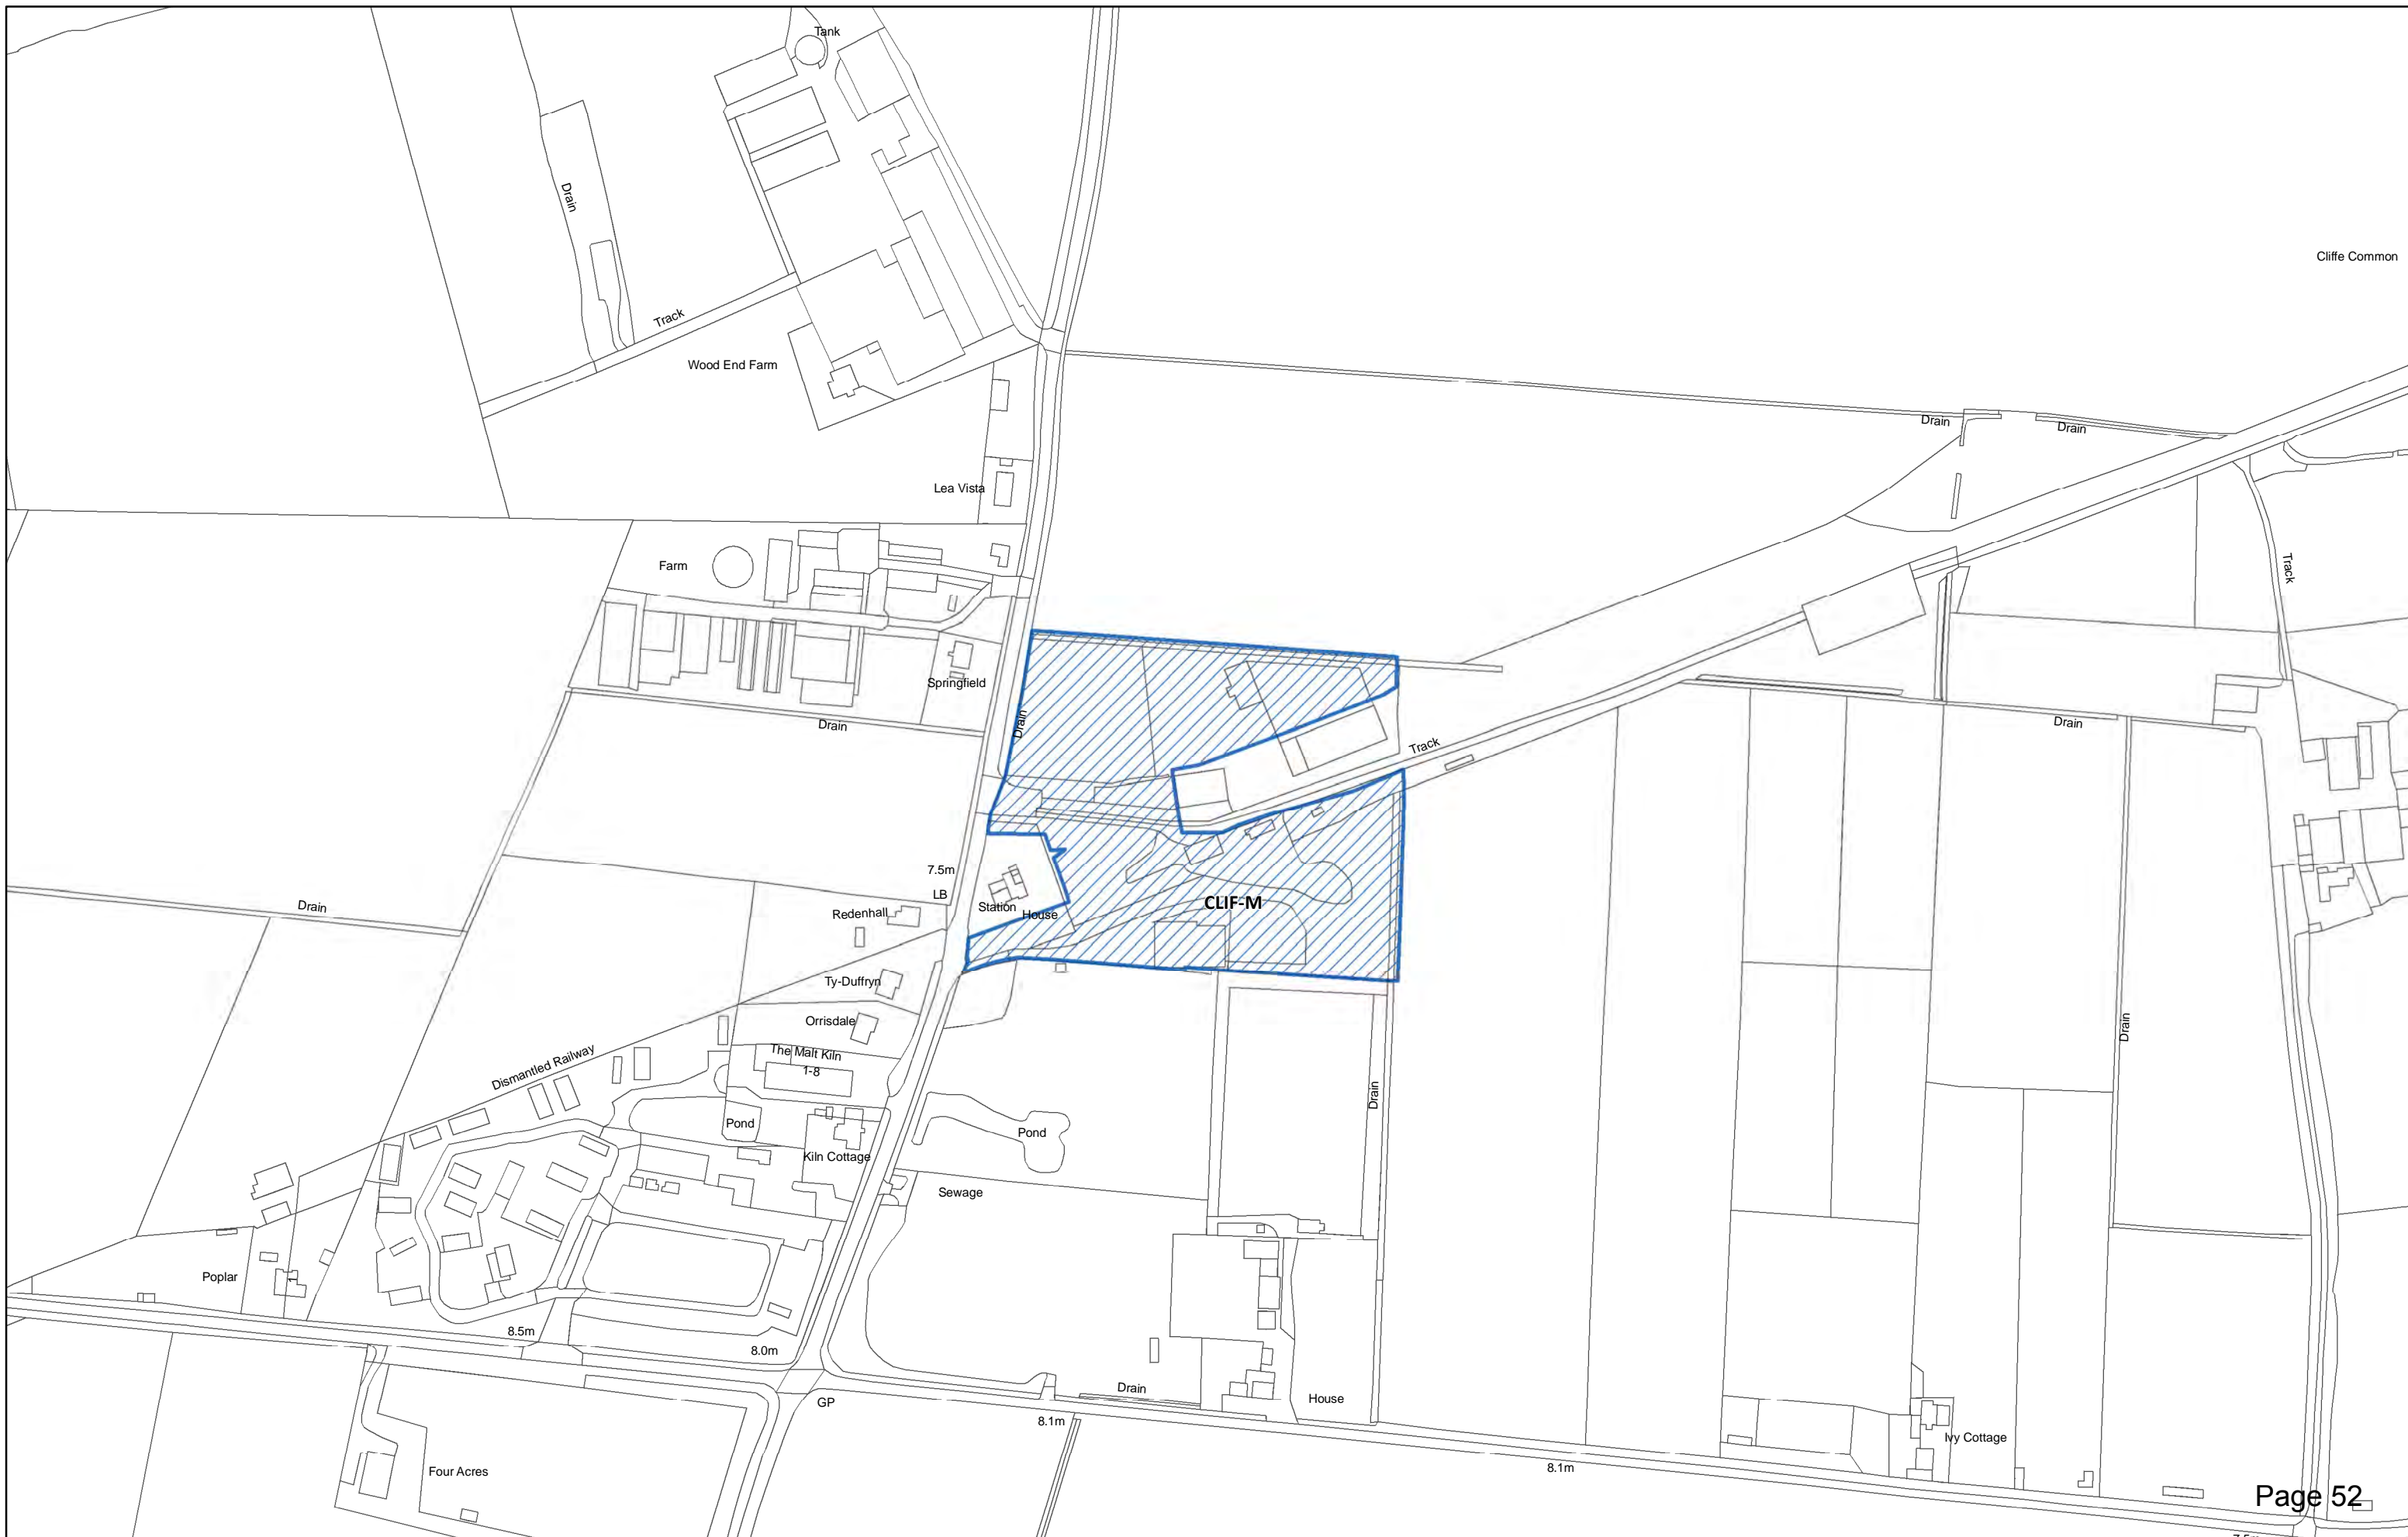 Tank
Drain
Cliffe Common
Track
Wood End Farm
Drain
Drain
Lea Vista
Farm
Track
Springfield
Drain
Drain
Drain
Track
7.5m
LB
Station
House
CLIF-M
Redenhall
Drain
Ty-Duffryn
Orrisdale
Drain
The Malt Kiln
1-8
Dismantled Railway
Drain
Pond
Pond
Kiln Cottage
Sewage
Poplar
1
8.5m
8.0m
Drain
House
GP
8.1m
Ivy Cottage
8.1m
Four Acres
Page 52